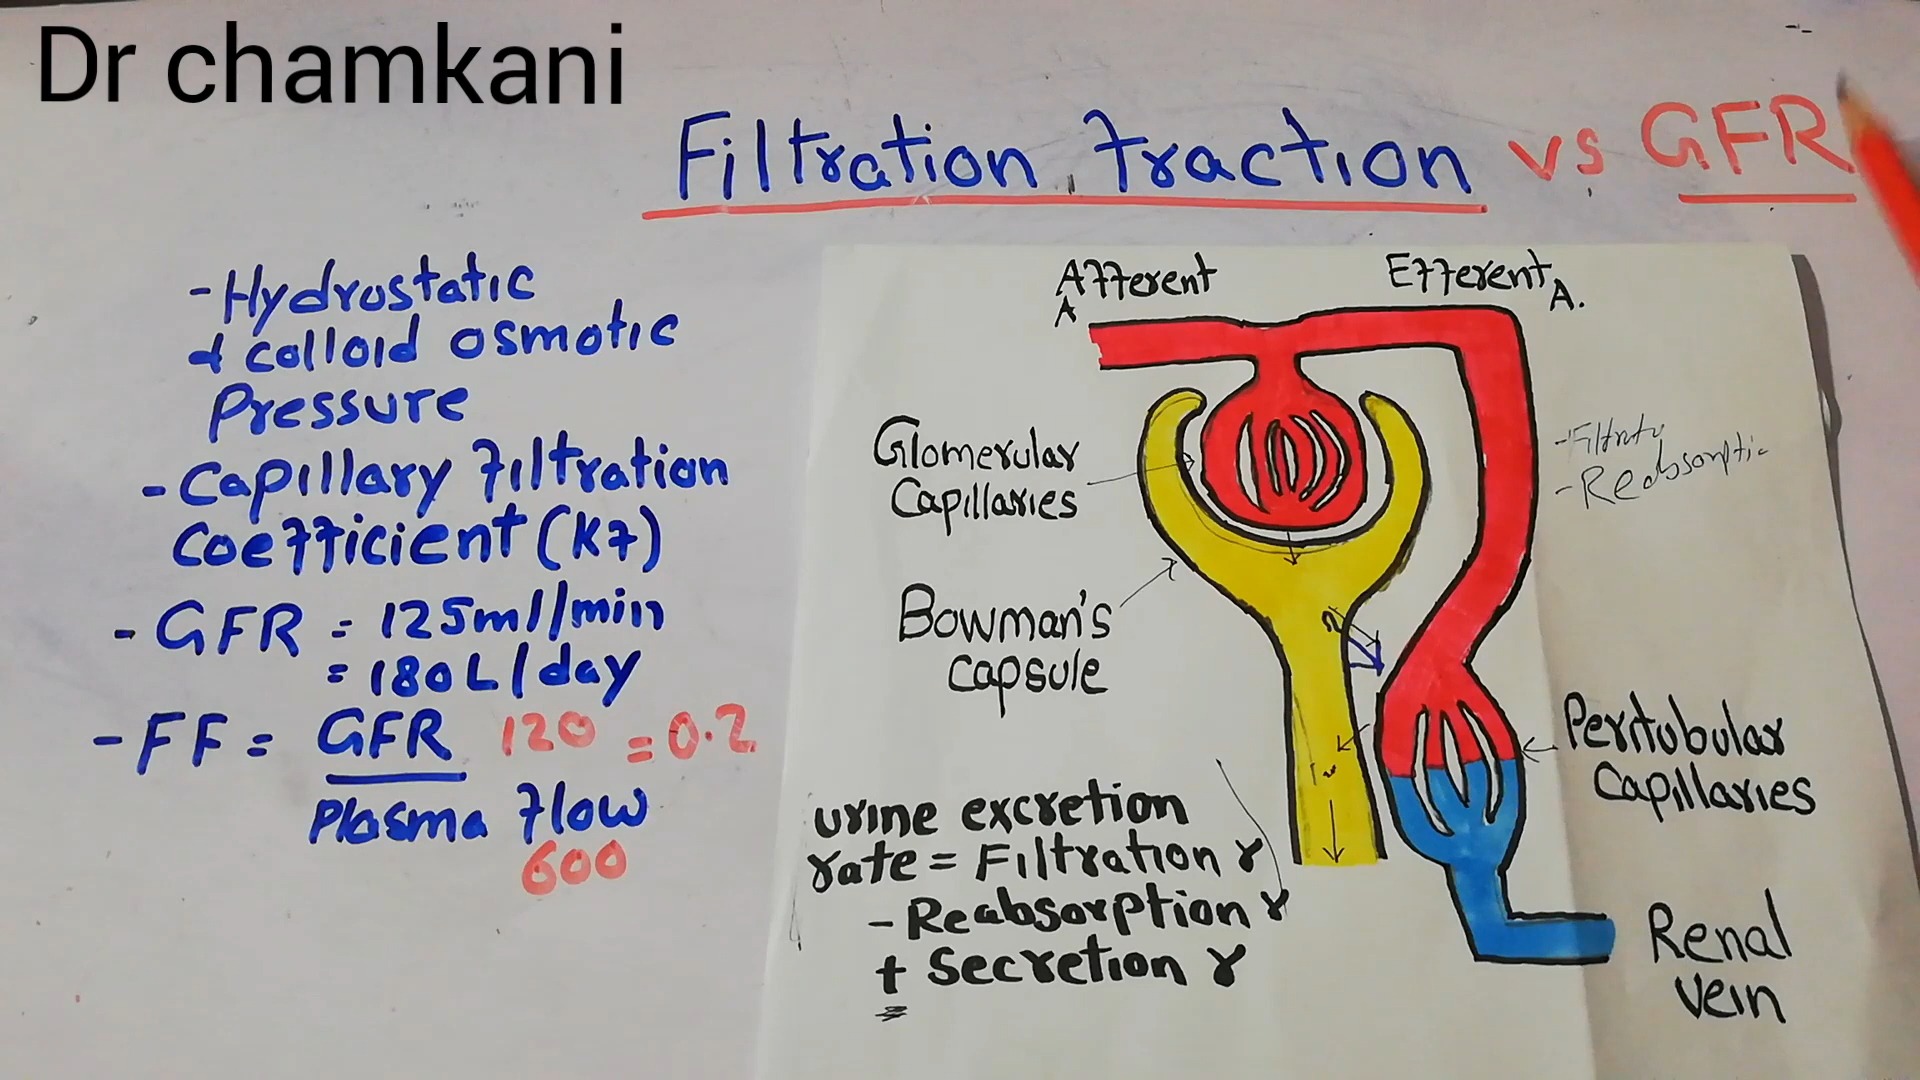 Dr chamkani
Filtration fraction vs GFR
- Hydrostatic
& colloid osmotic
Pressure
- Capillary filtration
coefficient (Kf)
- GFR = 125ml/min
= 180L/day
- FF = GFR 120 = 0.2
Plasma flow
600
Afferent
A
Efferent
A.
Glomerular
Capillaries
Bowman's
capsule
- Reabsorptio
Peritubular
Capillaries
urine excretion
rate = Filtration r
- Reabsorption r
+ Secretion r
Renal
vein